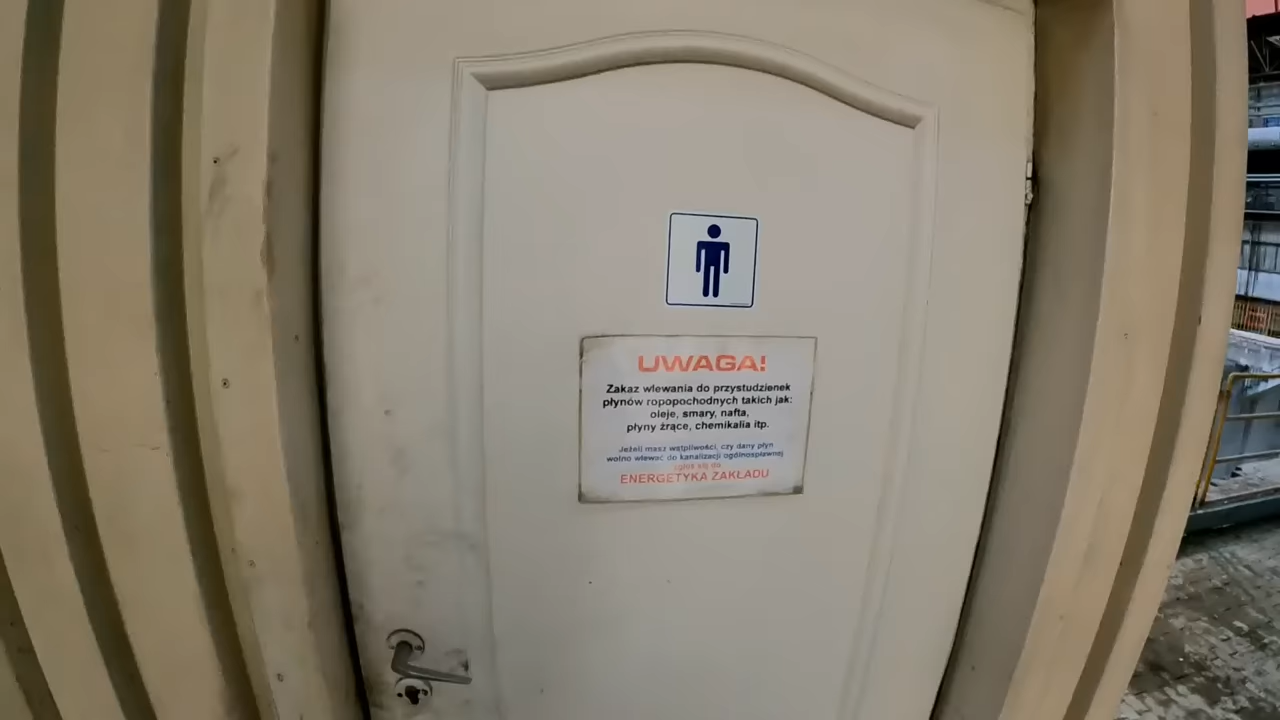 UWAGA!
Zakaz wlewania do przystudzienek
płynów ropopochodnych takich jak:
oleje, smary, nafta,
płyny żrące, chemikalia itp.
Jeżeli masz wątpliwości, czy dany płyn
wolno wlewać do kanalizacji ogólnospławnej
zgłoś się do
ENERGETYKA ZAKŁADU